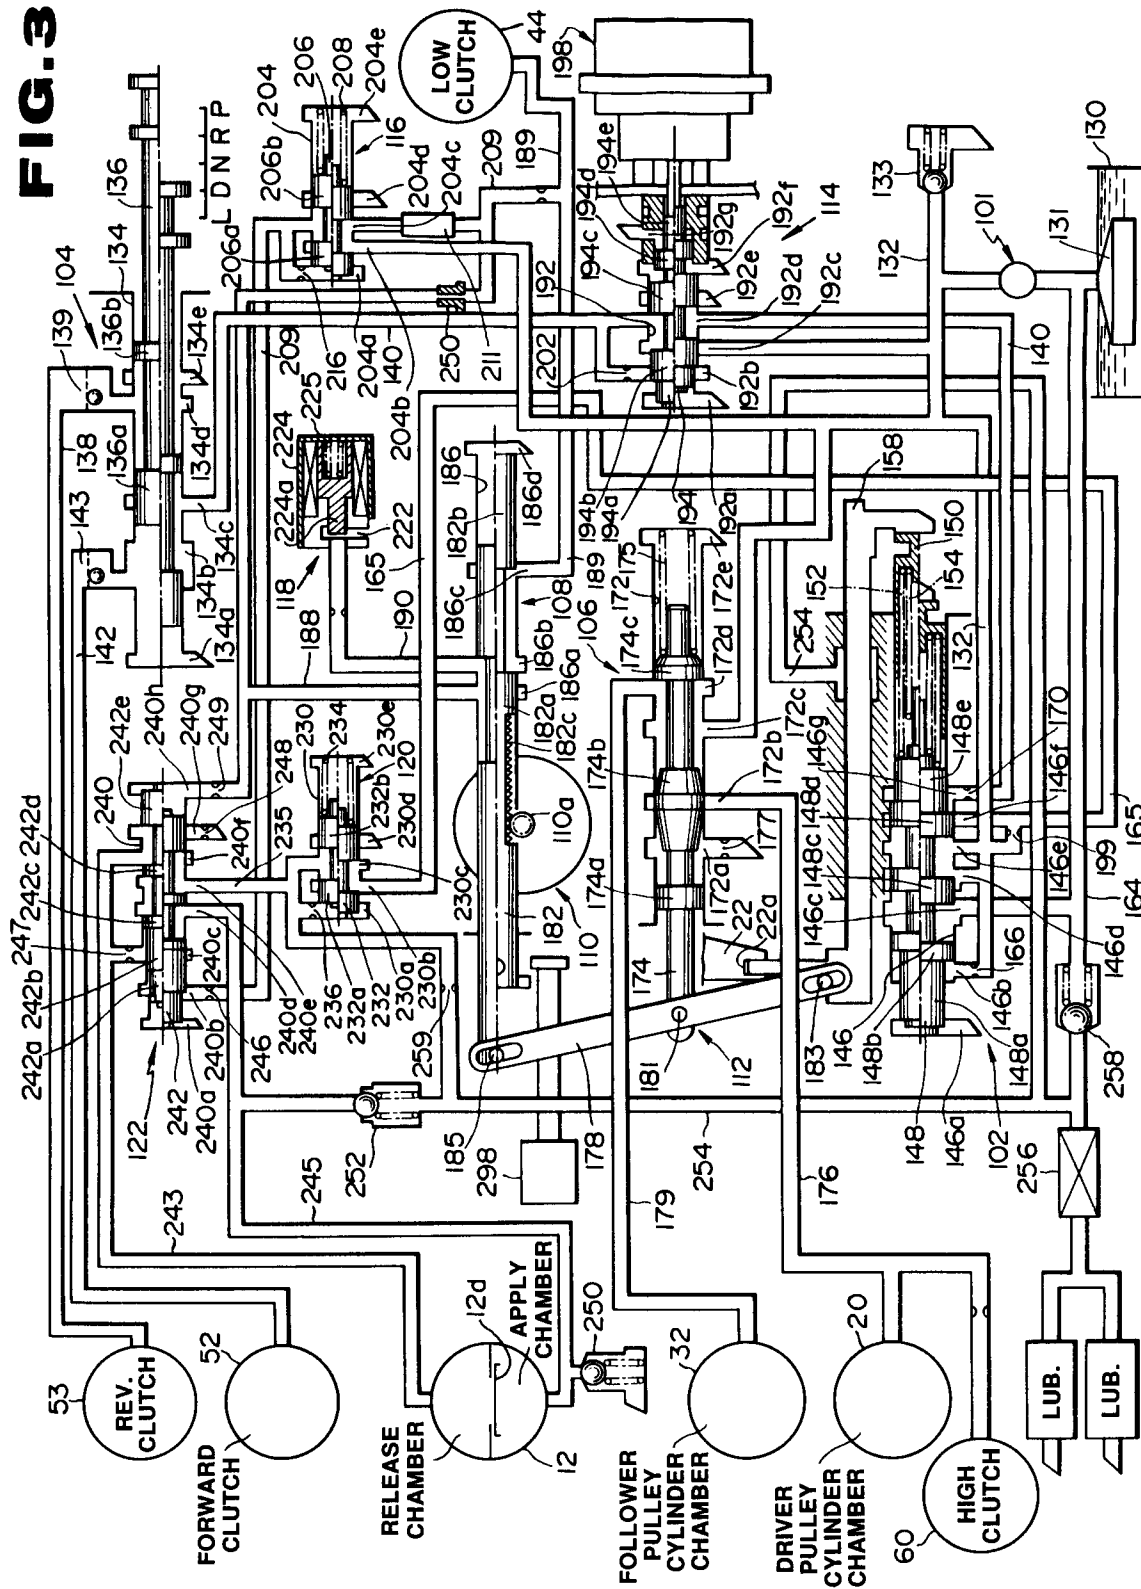 FIG.3
53
REV.
CLUTCH
FORWARD
CLUTCH
52
RELEASE
CHAMBER
APPLY
CHAMBER
12d
12
250
FOLLOWER
PULLEY
CYLINDER
CHAMBER
32
DRIVER
PULLEY
CYLINDER
CHAMBER
20
HIGH
CLUTCH
60
LUB.
LUB.
243
245
252
298
185
178
254
179
176
256
258
122
242
240a
240b
242a
242b
247
242c
242d
240
242e
240h
240g
249
248
240f
235
240c
240d
240e
246
259
236
232a
232
230a
230b
230
234
230e
120
232b
230d
230c
142
143
138
139
104
134a
134b
134c
134d
134e
136a
136b
134
136
L D N R P
209
188
118
190
224a
224
225
222
165
216
204a
204b
140
250
211
206a
206b
204
206
208
204e
116
204d
204c
209
189
LOW
CLUTCH
44
198
110
182
110a
182c
182a
186a
186b
108
186c
182b
186
186d
189
106
172
175
172e
174c
172d
172c
174b
172b
177
172a
174a
22
22a
174
181
112
183
202
192
194c
194d
194e
192g
192f
114
192e
192d
192c
192b
194b
194a
194
192a
133
132
101
130
131
140
158
150
152
154
132
254
148e
170
146g
148d
148c
146c
146f
146e
199
165
164
146d
166
146b
146
148b
148a
148
146a
102